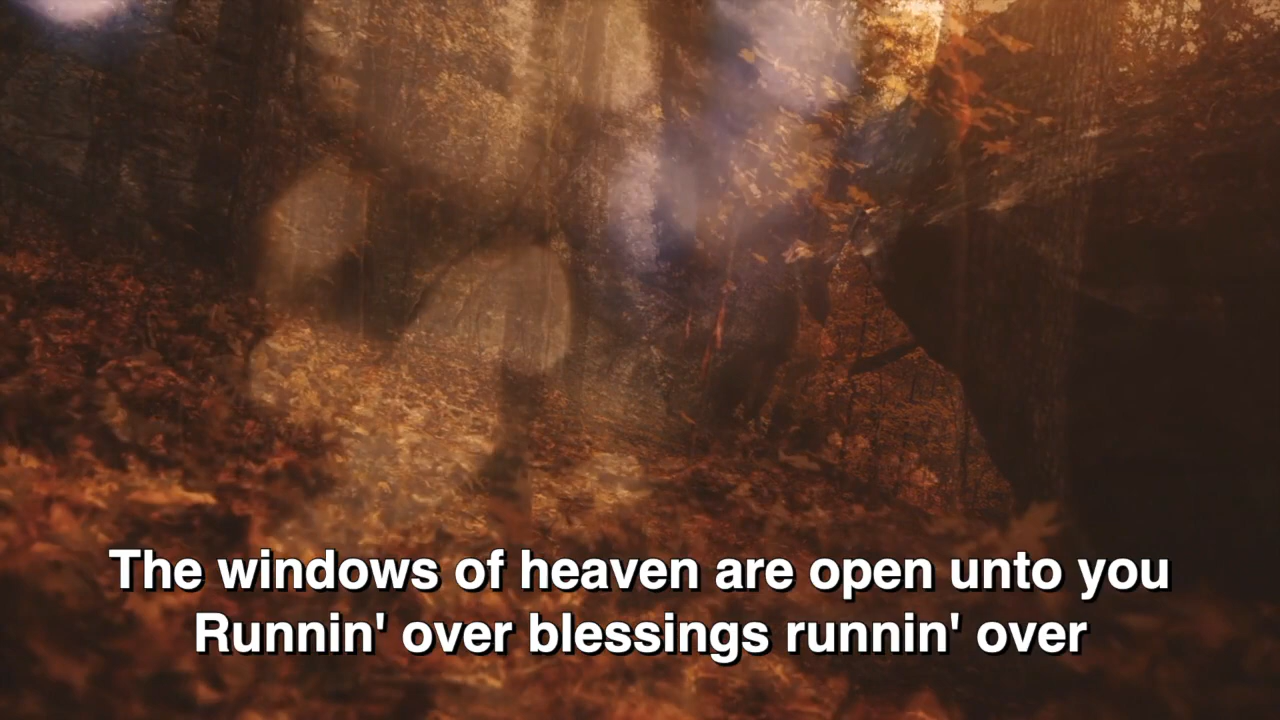 The windows of heaven are open unto you
Runnin' over blessings runnin' over